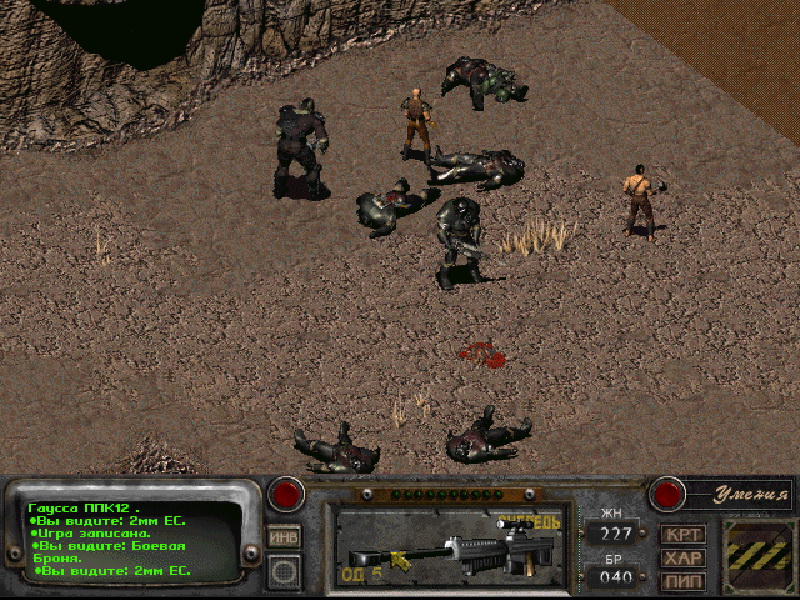 Гаусса ППК12 .
•Вы видите: 2мм ЕС.
•Игра записана.
•Вы видите: Боевая
Броня.
•Вы видите: 2мм ЕС.
ИНВ
ОЧЕРЕДЬ
ОД 5
ЖН
227
БР
040
Умения
КРТ
ХАР
ПИП